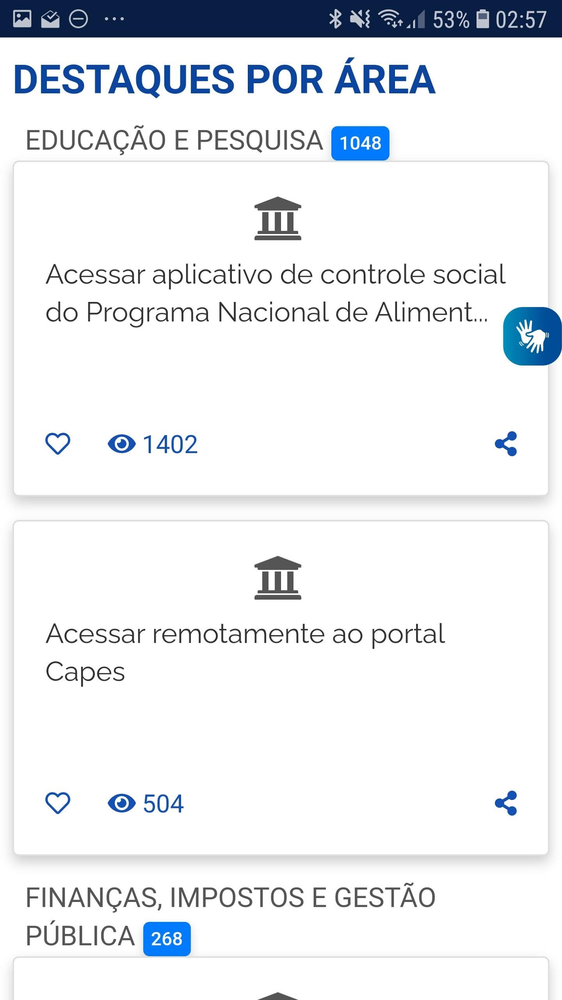 53% 02:57
DESTAQUES POR ÁREA
EDUCAÇÃO E PESQUISA 1048
Acessar aplicativo de controle social
do Programa Nacional de Aliment...
1402
Acessar remotamente ao portal
Capes
504
FINANÇAS, IMPOSTOS E GESTÃO
PÚBLICA 268